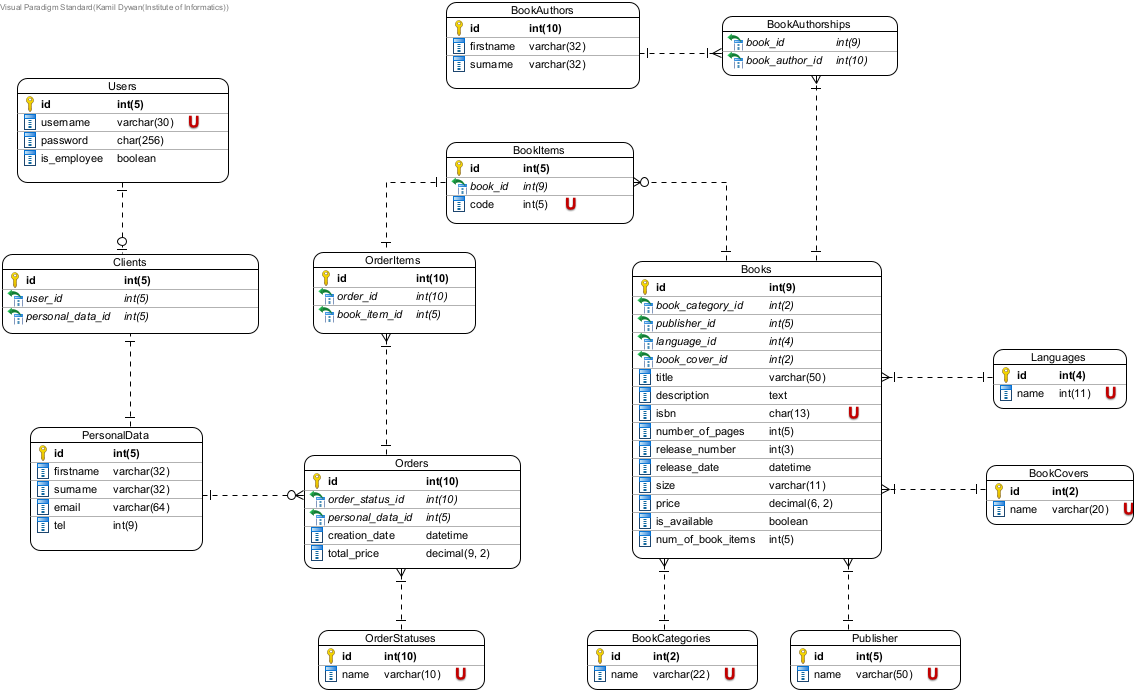 Visual Paradigm Standard(Kamil Dywan(Institute of Informatics))
BookAuthors
id int(10)
firstname varchar(32)
surname varchar(32)
BookAuthorships
book_id int(9)
book_author_id int(10)
Users
id int(5)
username varchar(30) U
password char(256)
is_employee boolean
BookItems
id int(5)
book_id int(9)
code int(5) U
Clients
id int(5)
user_id int(5)
personal_data_id int(5)
OrderItems
id int(10)
order_id int(10)
book_item_id int(5)
Books
id int(9)
book_category_id int(2)
publisher_id int(5)
language_id int(4)
book_cover_id int(2)
title varchar(50)
description text
isbn char(13) U
number_of_pages int(5)
release_number int(3)
release_date datetime
size varchar(11)
price decimal(6, 2)
is_available boolean
num_of_book_items int(5)
Languages
id int(4)
name int(11) U
PersonalData
id int(5)
firstname varchar(32)
surname varchar(32)
email varchar(64)
tel int(9)
Orders
id int(10)
order_status_id int(10)
personal_data_id int(5)
creation_date datetime
total_price decimal(9, 2)
BookCovers
id int(2)
name varchar(20) U
OrderStatuses
id int(10)
name varchar(10) U
BookCategories
id int(2)
name varchar(22) U
Publisher
id int(5)
name varchar(50) U